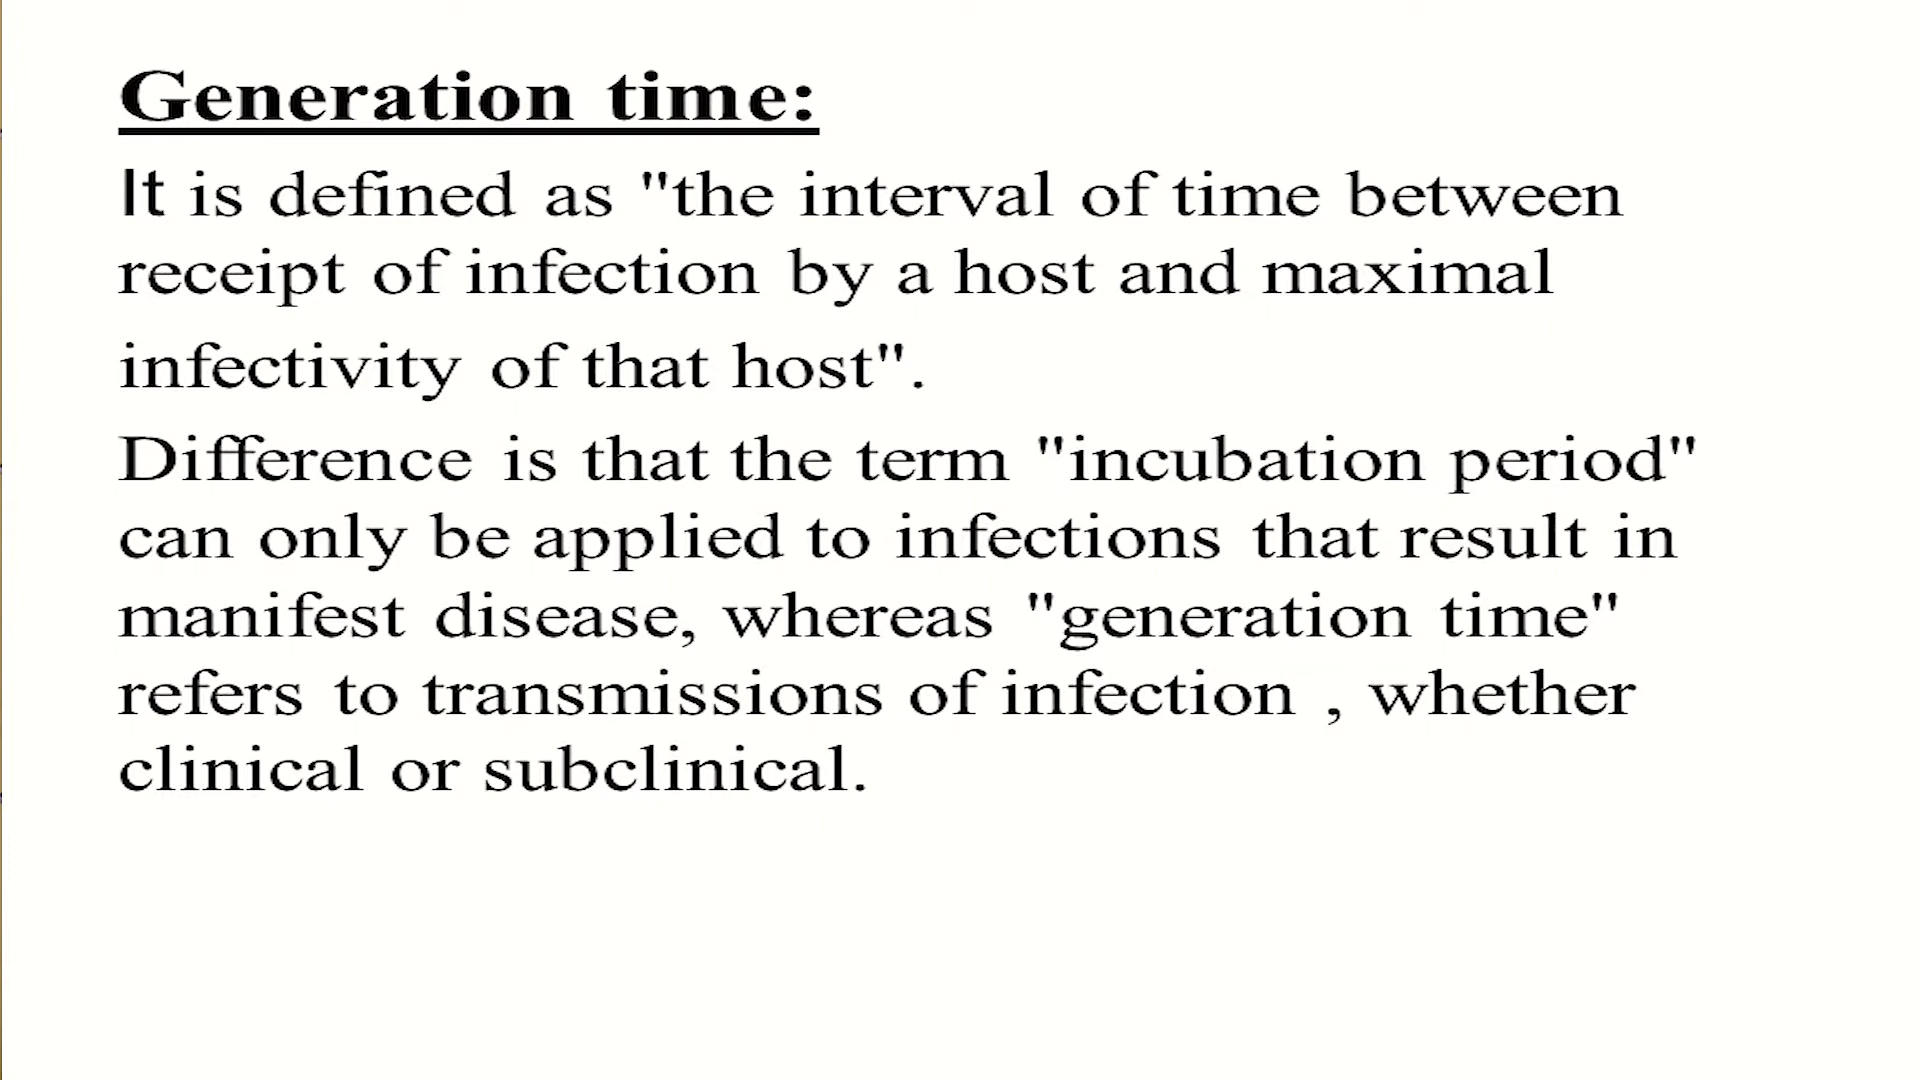 Generation time:
It is defined as "the interval of time between
receipt of infection by a host and maximal
infectivity of that host".
Difference is that the term "incubation period"
can only be applied to infections that result in
manifest disease, whereas "generation time"
refers to transmissions of infection , whether
clinical or subclinical.